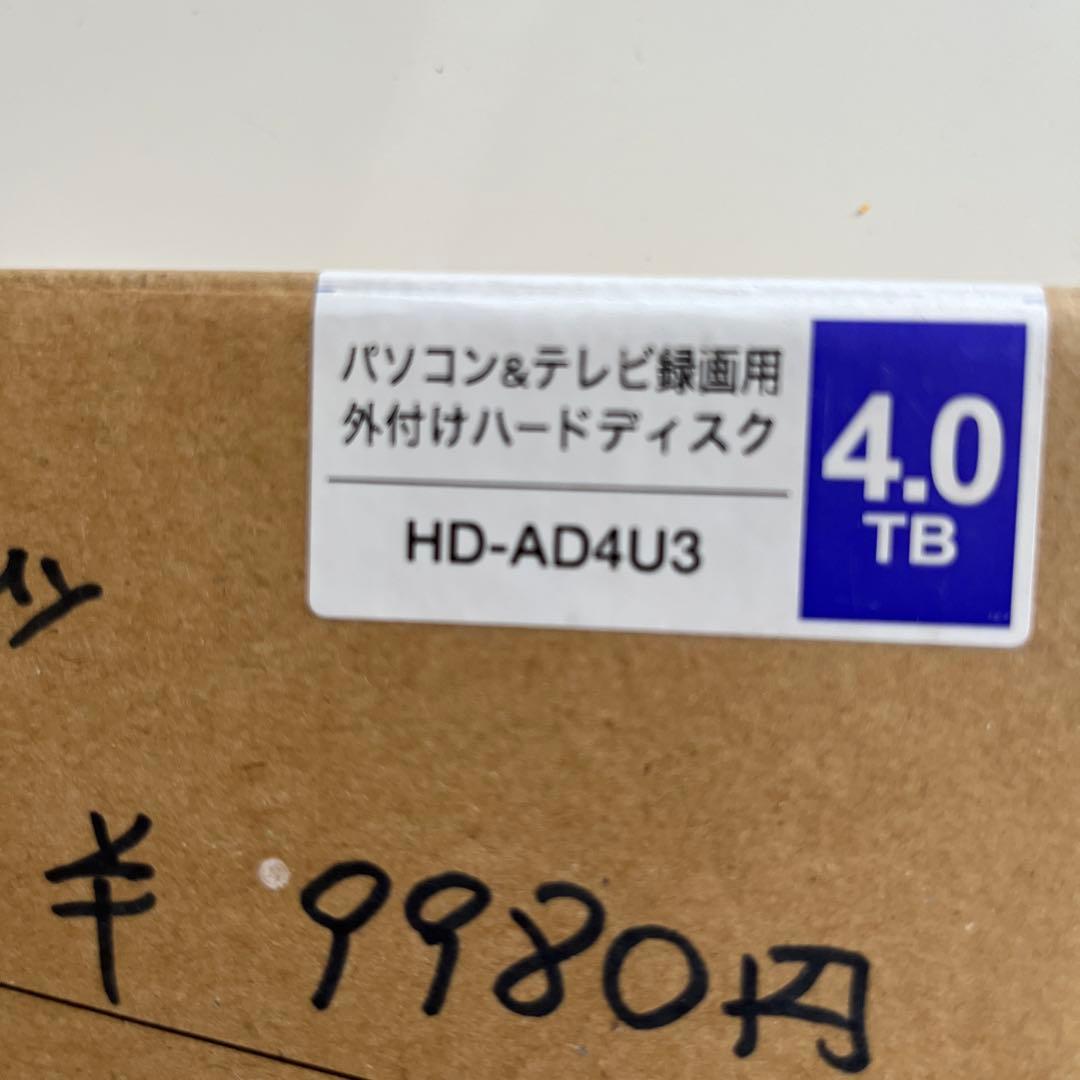 パソコン&テレビ録画用
外付けハードディスク
HD-AD4U3
4.0
TB
¥ 9980円